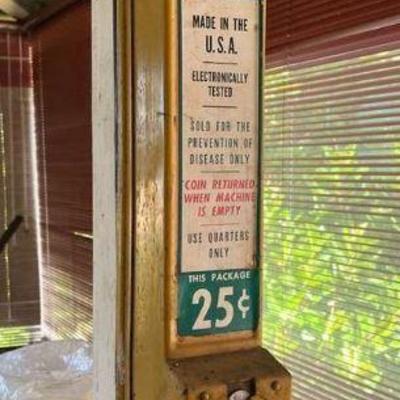 MADE IN THE
U.S.A.
ELECTRONICALLY
TESTED
SOLD FOR THE
PREVENTION OF
DISEASE ONLY
COIN RETURNED
WHEN MACHINE
IS EMPTY
USE QUARTERS
ONLY
THIS PACKAGE
25¢